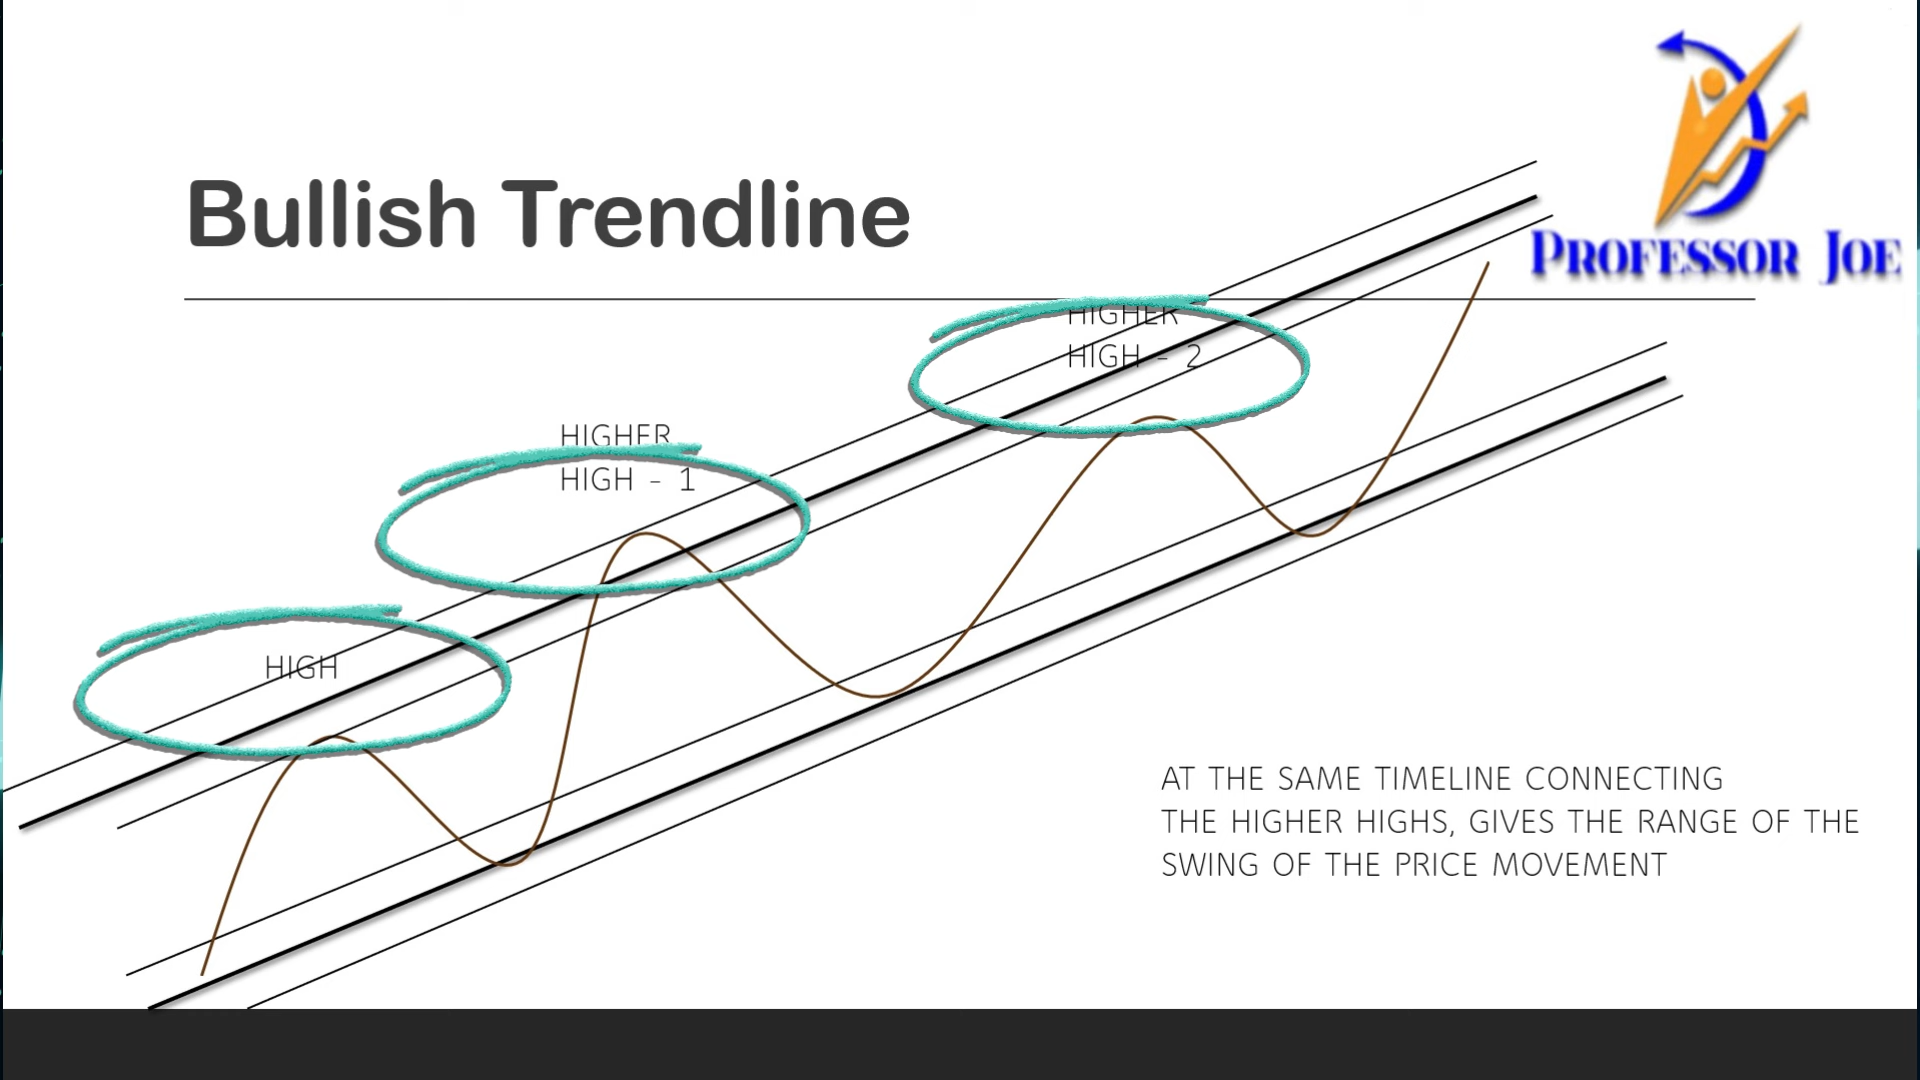 PROFESSOR JOE
Bullish Trendline
HIGHER
HIGH - 2
HIGHER
HIGH - 1
HIGH
AT THE SAME TIMELINE CONNECTING
THE HIGHER HIGHS, GIVES THE RANGE OF THE
SWING OF THE PRICE MOVEMENT